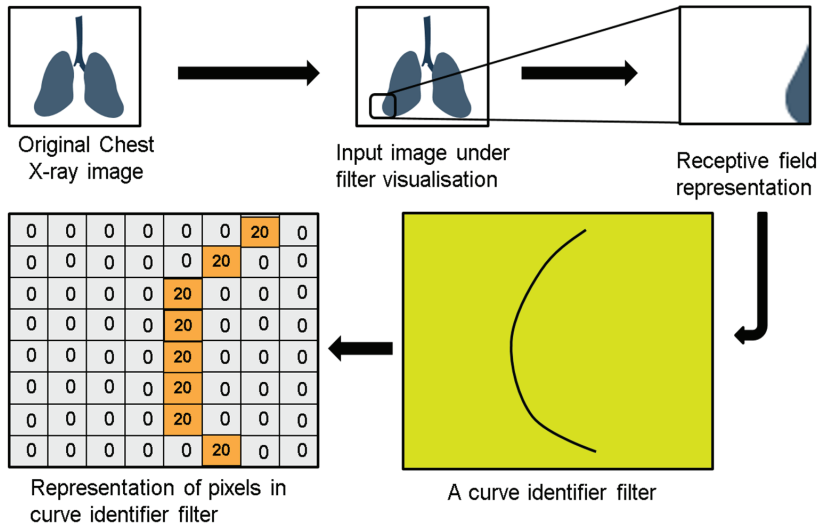 Original Chest
X-ray image
Input image under
filter visualisation
Receptive field
representation
0 0 0 0 0 0 20 0
0 0 0 0 0 20 0 0
0 0 0 0 20 0 0 0
0 0 0 0 20 0 0 0
0 0 0 0 20 0 0 0
0 0 0 0 20 0 0 0
0 0 0 0 20 0 0 0
0 0 0 0 0 20 0 0
Representation of pixels in
curve identifier filter
A curve identifier filter